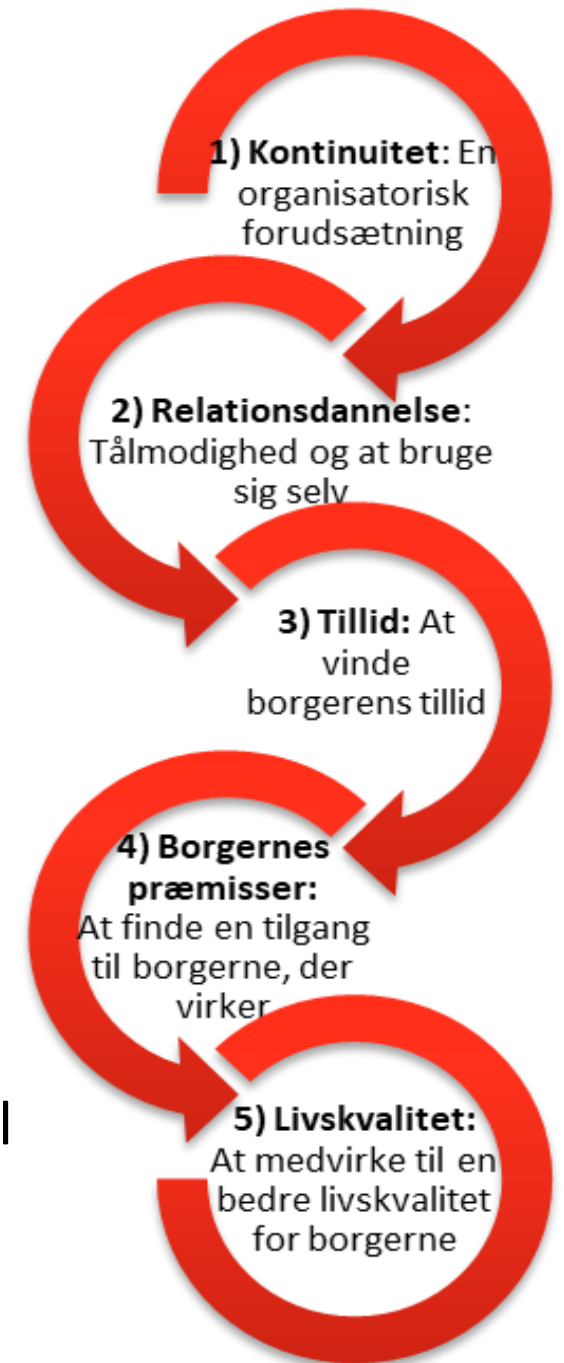 1) Kontinuitet: En
organisatorisk
forudsætning
2) Relationsdannelse:
Tålmodighed og at bruge
sig selv
3) Tillid: At
vinde
borgerens tillid
4) Borgernes
præmisser:
At finde en tilgang
til borgerne, der
virker
5) Livskvalitet:
At medvirke til en
bedre livskvalitet
for borgerne